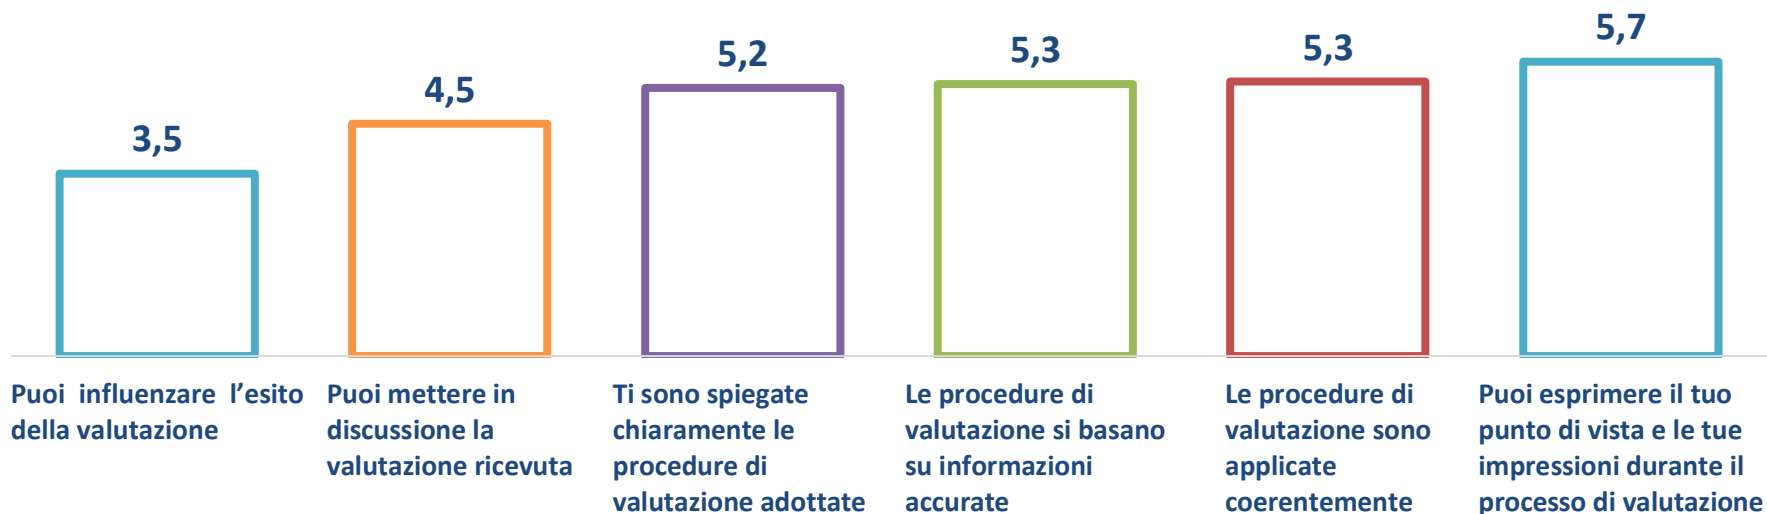 3,5
4,5
5,2
5,3
5,3
5,7
Puoi influenzare l’esito
della valutazione
Puoi mettere in
discussione la
valutazione ricevuta
Ti sono spiegate
chiaramente le
procedure di
valutazione adottate
Le procedure di
valutazione si basano
su informazioni
accurate
Le procedure di
valutazione sono
applicate
coerentemente
Puoi esprimere il tuo
punto di vista e le tue
impressioni durante il
processo di valutazione